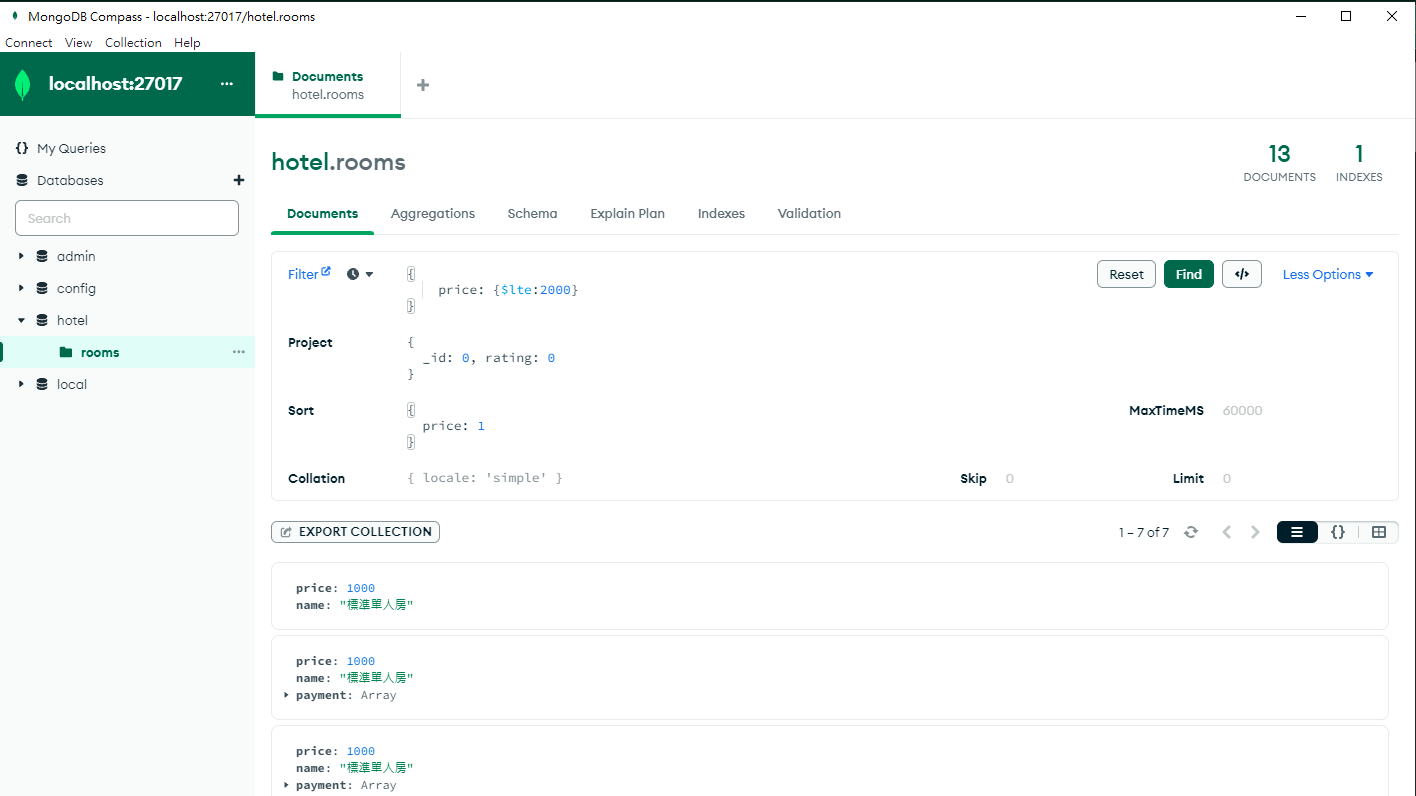 MongoDB Compass - localhost:27017/hotel.rooms
Connect View Collection Help
localhost:27017 ...
Documents
hotel.rooms
+
{} My Queries
Databases +
Search
admin
config
hotel
rooms ...
local
hotel.rooms
13
DOCUMENTS
1
INDEXES
Documents Aggregations Schema Explain Plan Indexes Validation
Filter
{
price: {$lte:2000}
}
Reset Find </> Less Options
Project
{
_id: 0, rating: 0
}
Sort
{
price: 1
}
MaxTimeMS 60000
Collation { locale: 'simple' } Skip 0 Limit 0
EXPORT COLLECTION 1 – 7 of 7 {}
price: 1000
name: "標準單人房"
price: 1000
name: "標準單人房"
payment: Array
price: 1000
name: "標準單人房"
payment: Array